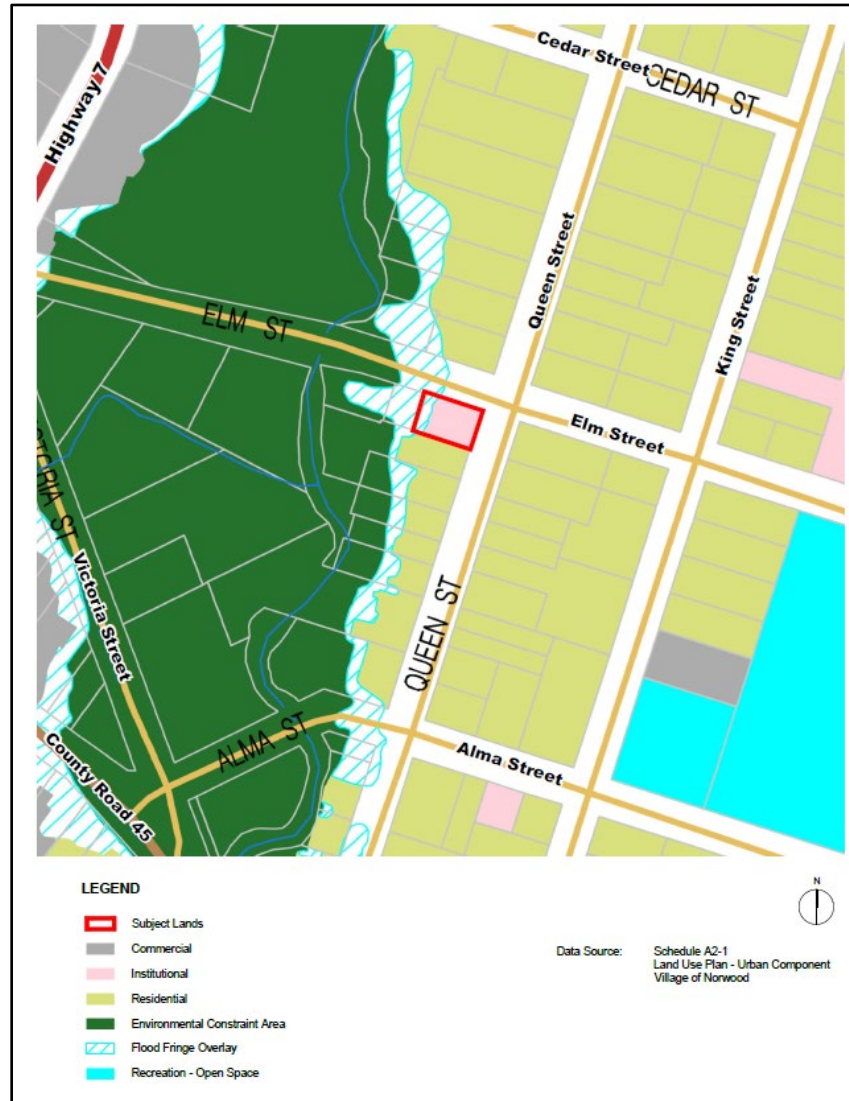 Highway 7
Cedar Street
CEDAR ST
Queen Street
King Street
ELM ST
Elm Street
VICTORIA ST
Victoria Street
QUEEN ST
ALMA ST
Alma Street
County Road 45
LEGEND
Subject Lands
Commercial
Institutional
Residential
Environmental Constraint Area
Flood Fringe Overlay
Recreation - Open Space
N
Data Source: Schedule A2-1
Land Use Plan - Urban Component
Village of Norwood